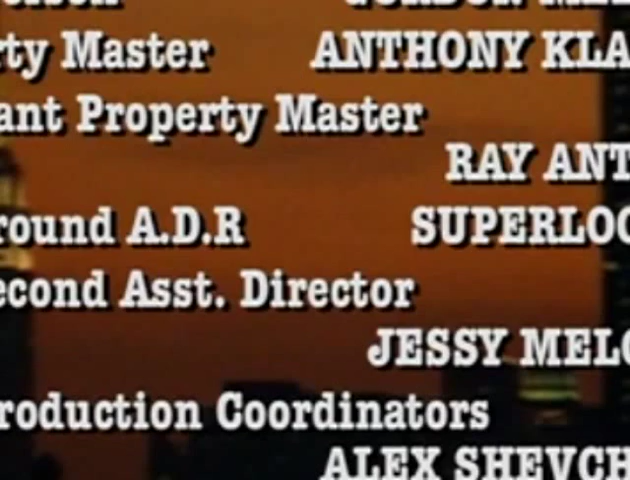 rty Master ANTHONY KLA
ant Property Master
RAY ANT
round A.D.R SUPERLOO
econd Asst. Director
JESSY MELO
roduction Coordinators
ALEX SHEVCH